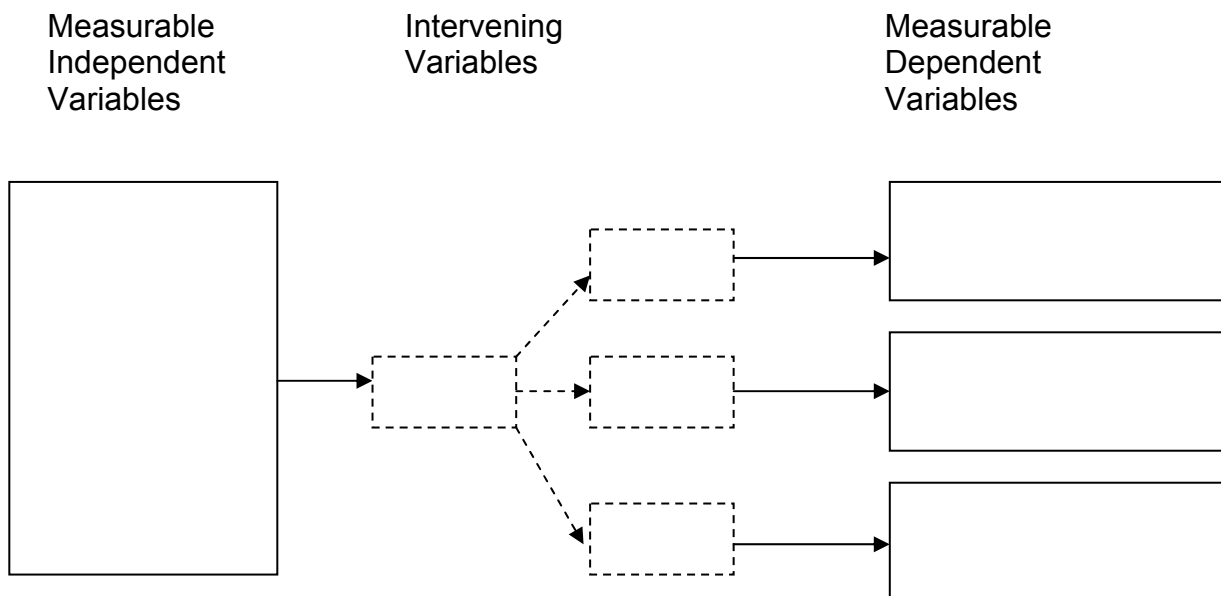 Measurable
Independent
Variables
Intervening
Variables
Measurable
Dependent
Variables